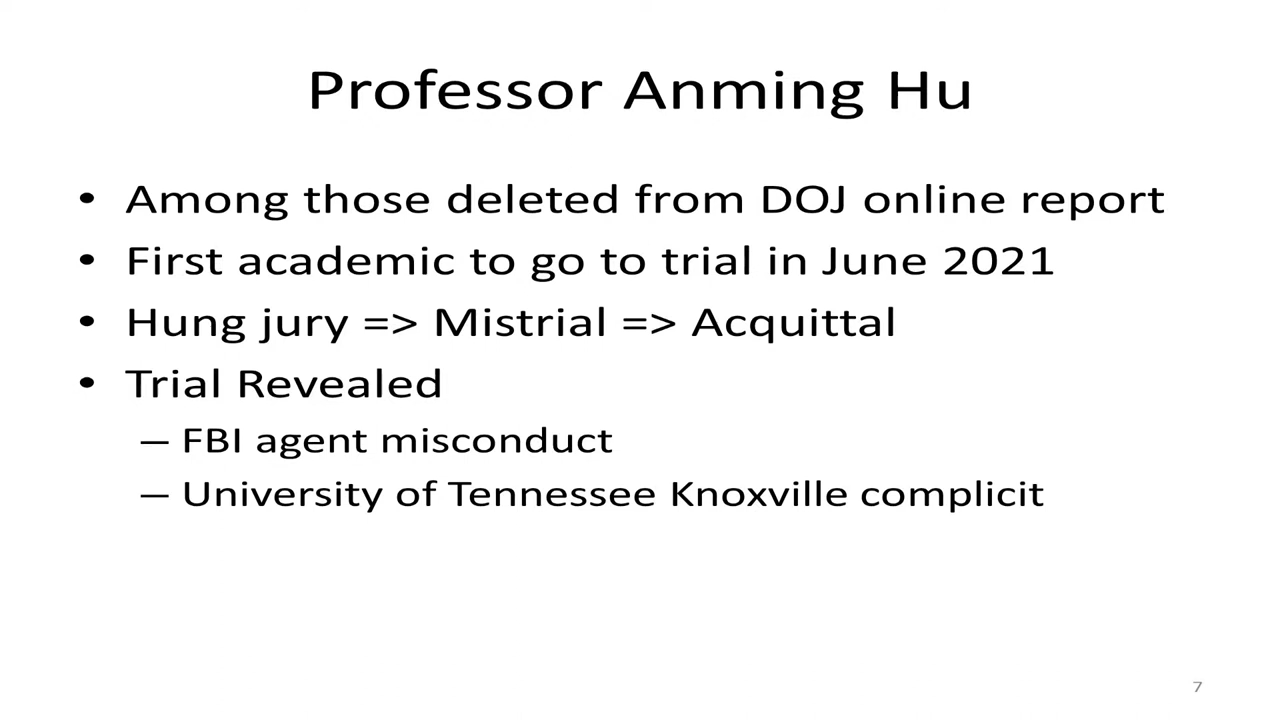 Professor Anming Hu
• Among those deleted from DOJ online report
• First academic to go to trial in June 2021
• Hung jury => Mistrial => Acquittal
• Trial Revealed
– FBI agent misconduct
– University of Tennessee Knoxville complicit
7